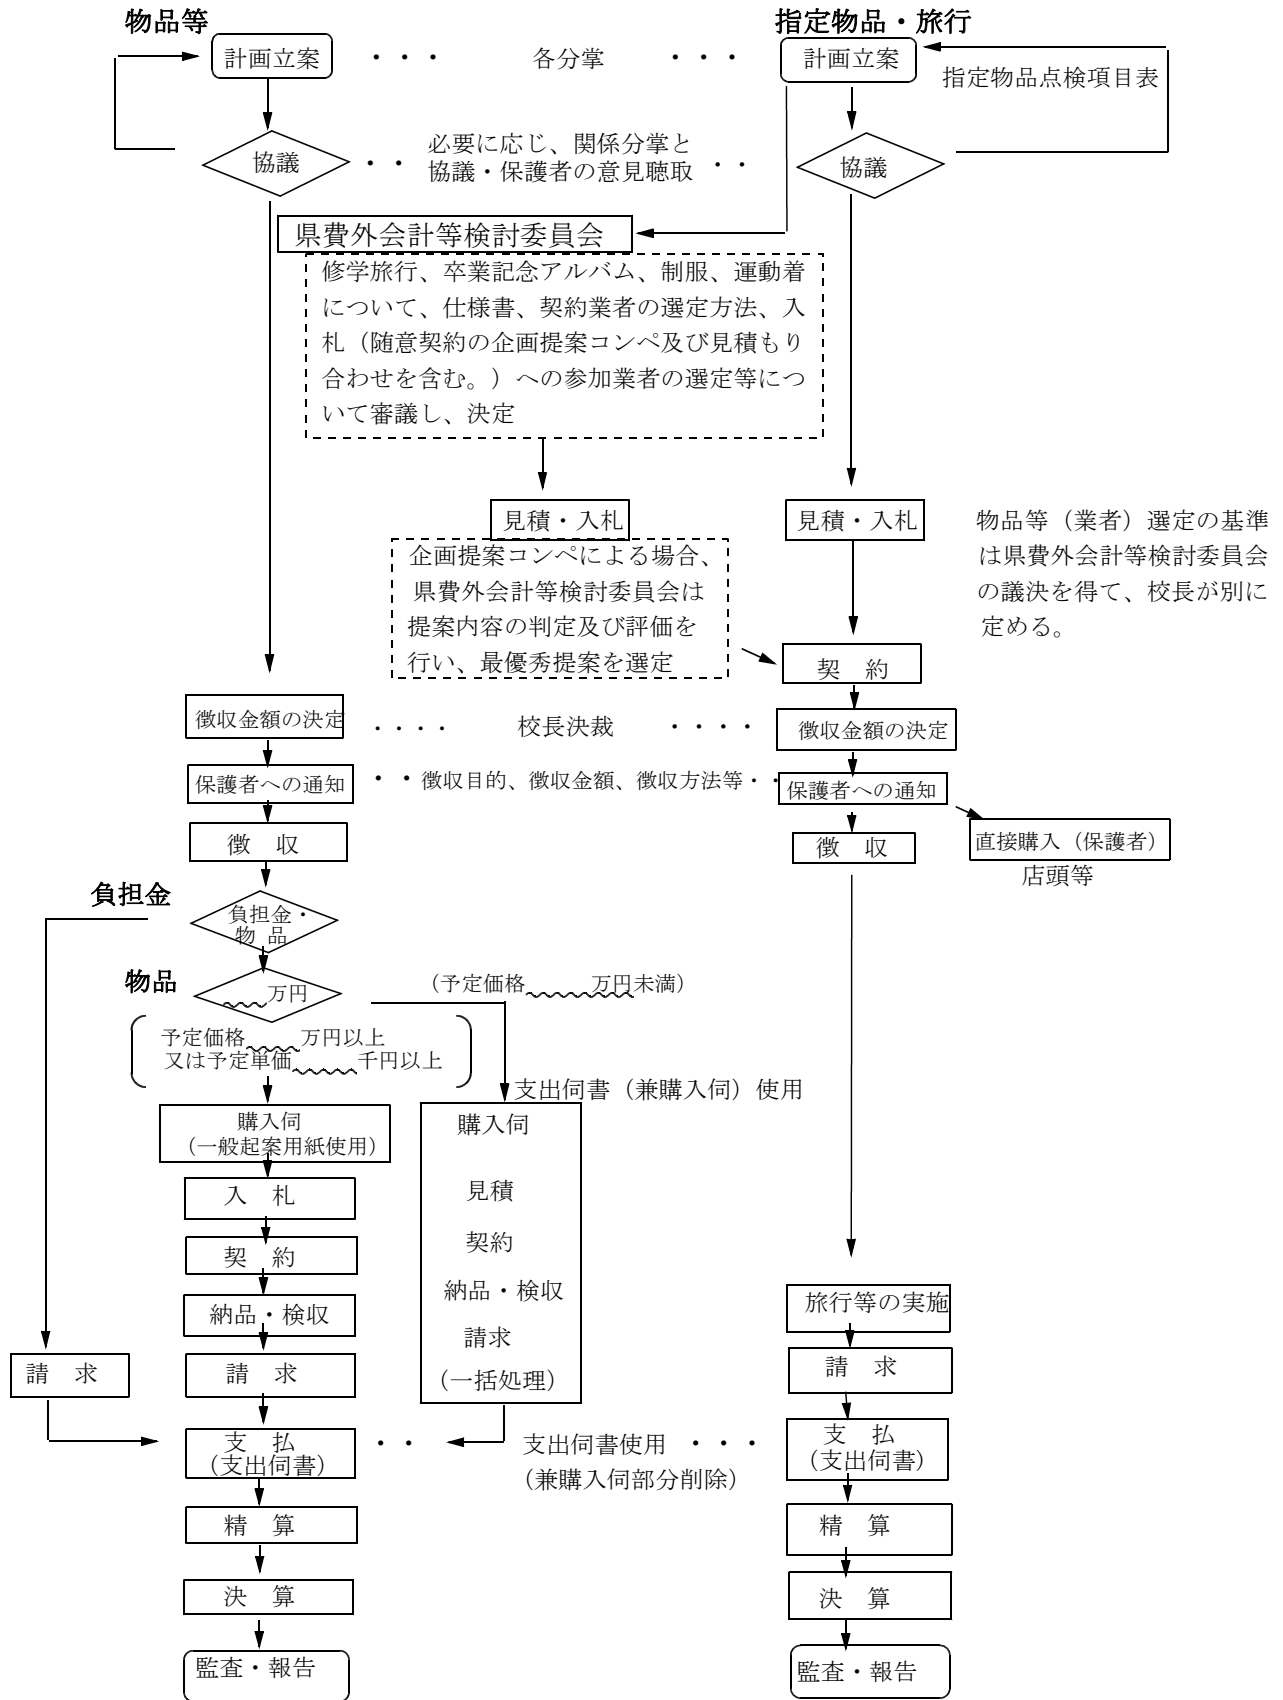 物品等
指定物品・旅行
計画立案
・・・
各分掌
・・・
計画立案
指定物品点検項目表
協議
・・
必要に応じ、関係分掌と
協議・保護者の意見聴取
・・
協議
県費外会計等検討委員会
修学旅行、卒業記念アルバム、制服、運動着
について、仕様書、契約業者の選定方法、入
札（随意契約の企画提案コンペ及び見積もり
合わせを含む。）への参加業者の選定等につ
いて審議し、決定
見積・入札
見積・入札
物品等（業者）選定の基準
は県費外会計等検討委員会
の議決を得て、校長が別に
定める。
企画提案コンペによる場合、
県費外会計等検討委員会は
提案内容の判定及び評価を
行い、最優秀提案を選定
契　約
徴収金額の決定
・・・・
校長決裁
・・・・
徴収金額の決定
保護者への通知
・・徴収目的、徴収金額、徴収方法等・・
保護者への通知
徴　収
徴　収
直接購入（保護者）
店頭等
負担金
負担金・
物　品
物品
万円
（予定価格　　　万円未満）
予定価格　　　万円以上
又は予定単価　　　千円以上
支出伺書（兼購入伺）使用
購入伺
（一般起案用紙使用）
購入伺
見積
契約
納品・検収
請求
（一括処理）
入　札
契　約
納品・検収
旅行等の実施
請　求
請　求
請　求
支　払
（支出伺書）
・・
支出伺書使用　・・・
（兼購入伺部分削除）
支　払
（支出伺書）
精　算
精　算
決　算
決　算
監査・報告
監査・報告